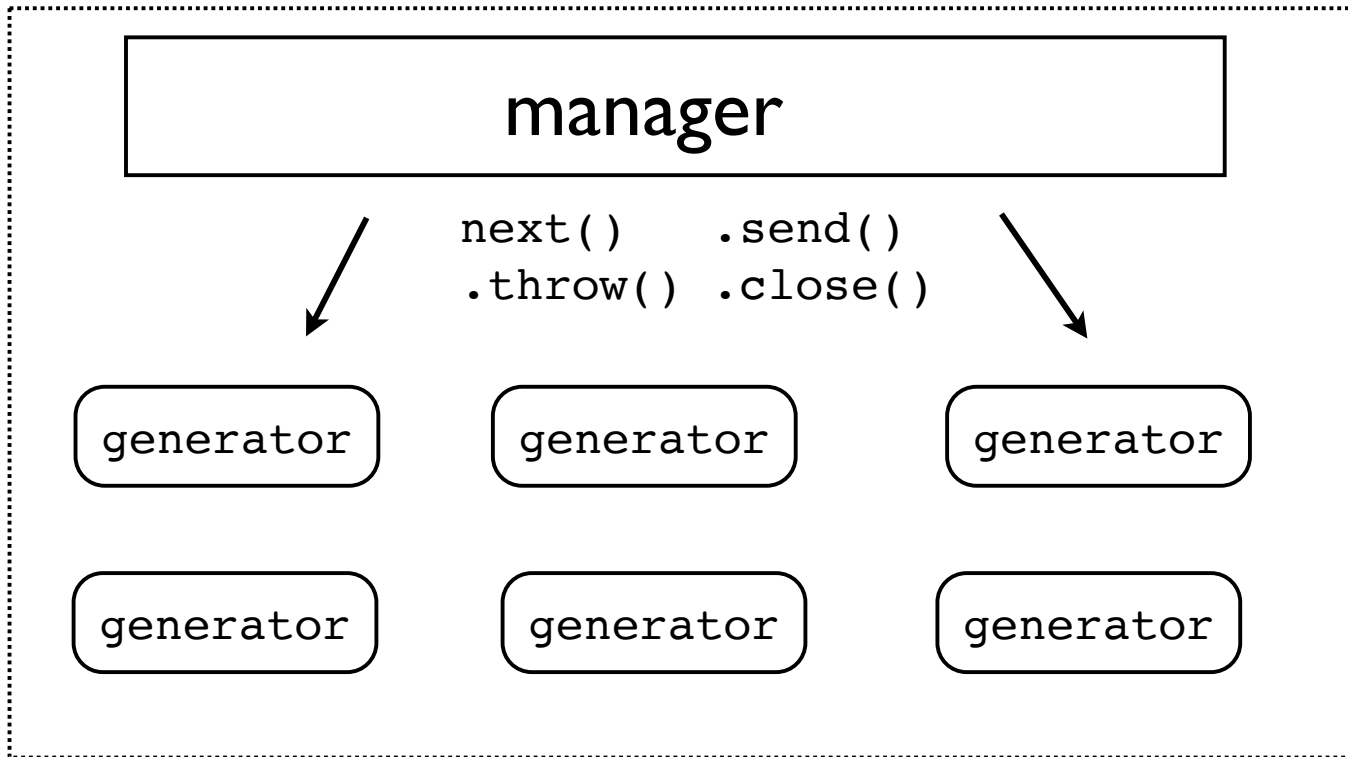 manager
next() .send()
.throw() .close()
generator generator generator
generator generator generator